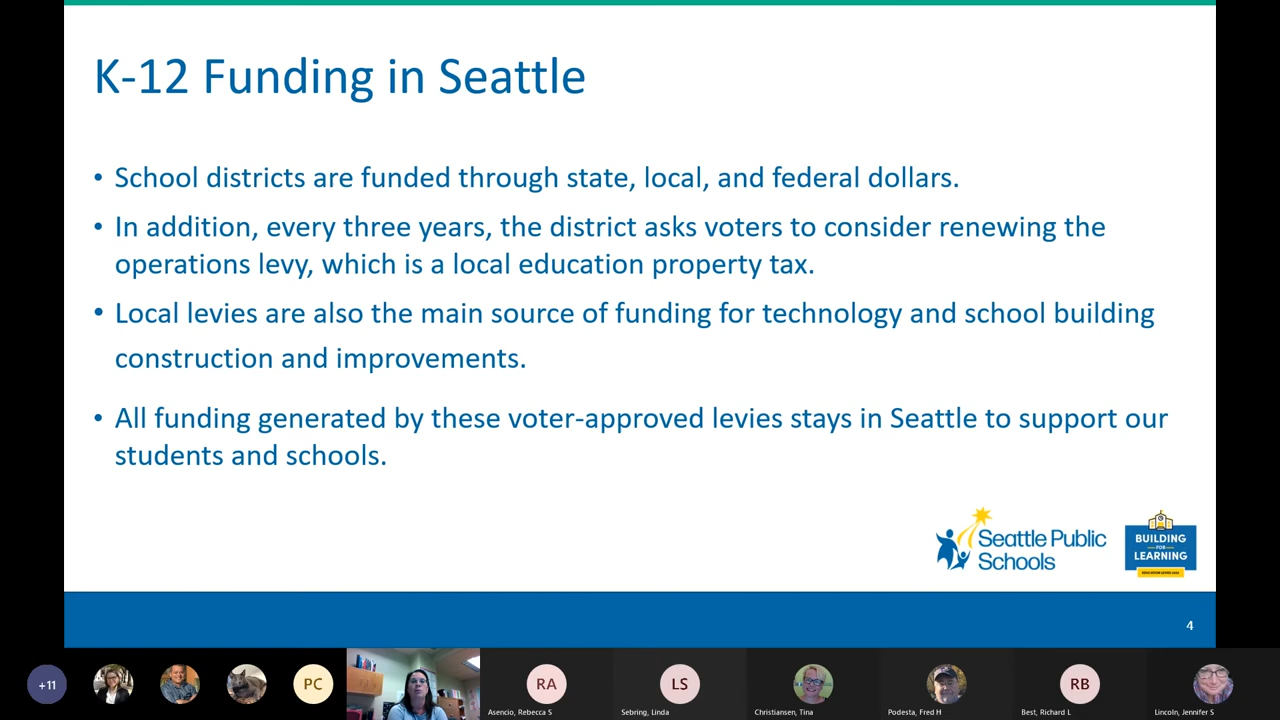 K-12 Funding in Seattle
• School districts are funded through state, local, and federal dollars.
• In addition, every three years, the district asks voters to consider renewing the
operations levy, which is a local education property tax.
• Local levies are also the main source of funding for technology and school building
construction and improvements.
• All funding generated by these voter-approved levies stays in Seattle to support our
students and schools.
Seattle Public
Schools
BUILDING
FOR
LEARNING
4
+11
PC
RA
LS
RB
Asencio, Rebecca S
Sebring, Linda
Christiansen, Tina
Podesta, Fred H
Best, Richard L
Lincoln, Jennifer S